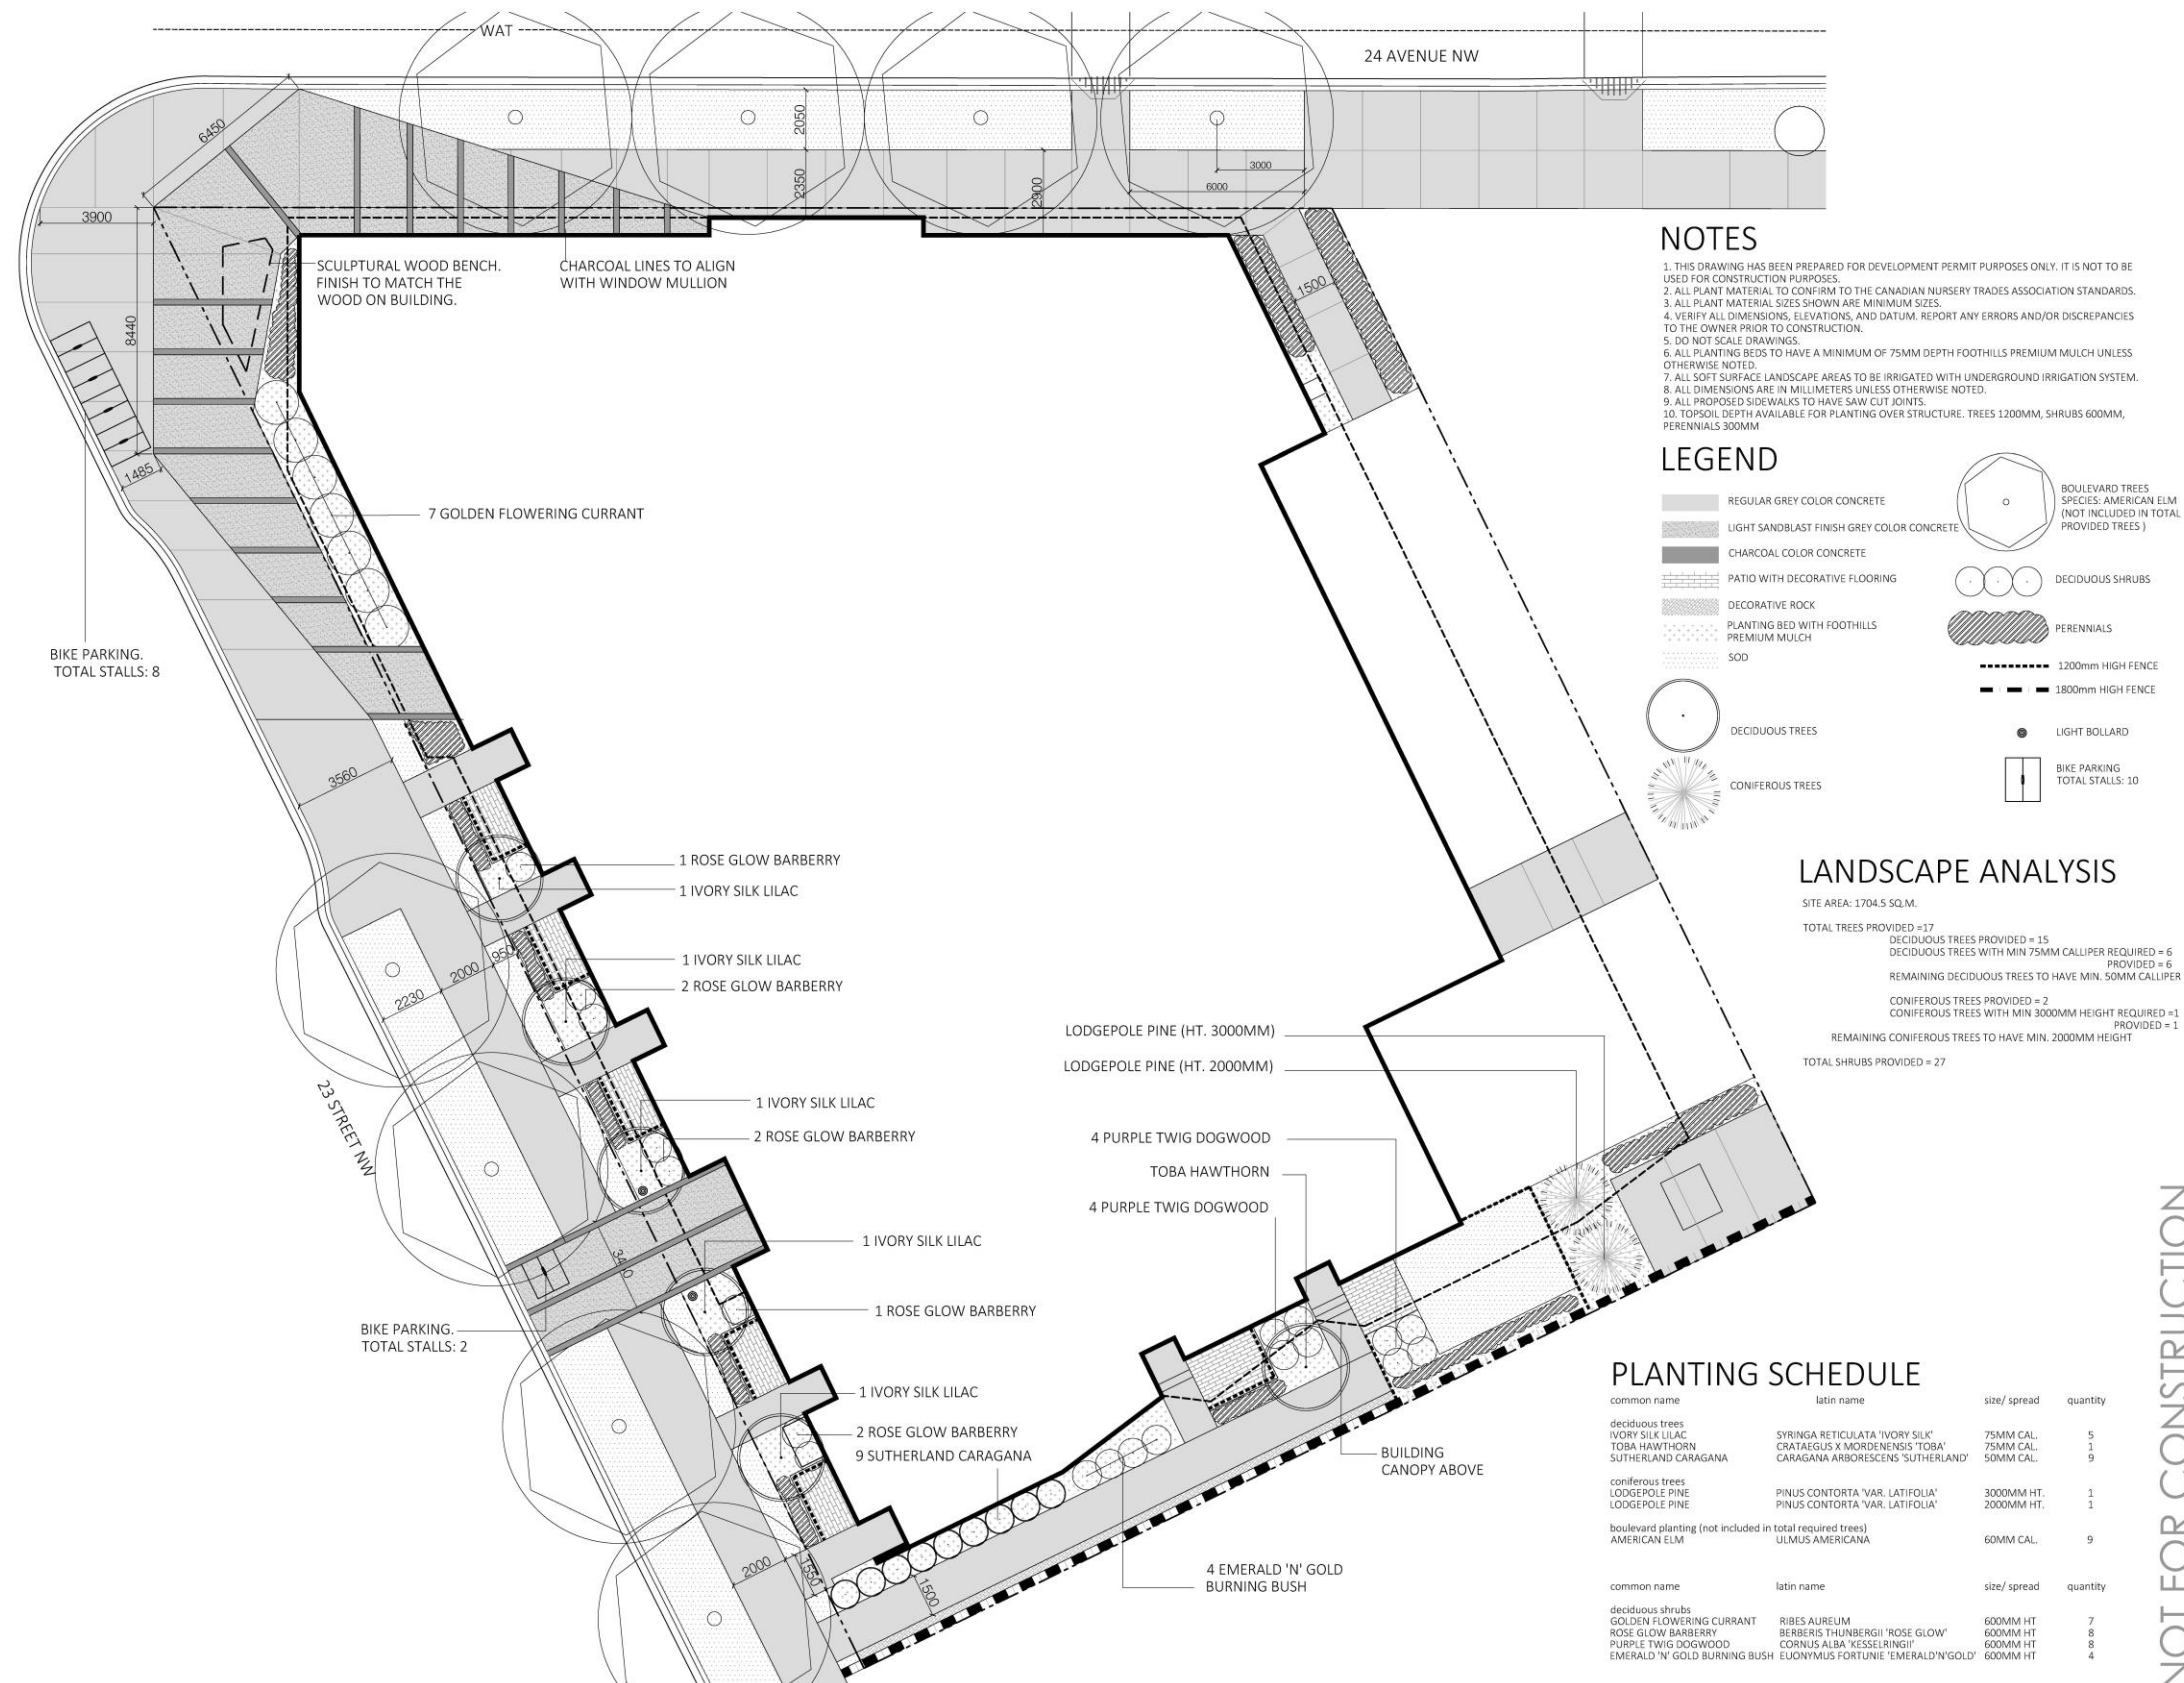 WAT
24 AVENUE NW
6450
2050
2350
2900
3000
6000
3900
8440
1485
1500
SCULPTURAL WOOD BENCH.
FINISH TO MATCH THE
WOOD ON BUILDING.
CHARCOAL LINES TO ALIGN
WITH WINDOW MULLION
7 GOLDEN FLOWERING CURRANT
BIKE PARKING.
TOTAL STALLS: 8
3560
1 ROSE GLOW BARBERRY
1 IVORY SILK LILAC
1 IVORY SILK LILAC
2 ROSE GLOW BARBERRY
950
2000
2230
1 IVORY SILK LILAC
2 ROSE GLOW BARBERRY
23 STREET NW
1 IVORY SILK LILAC
1 ROSE GLOW BARBERRY
BIKE PARKING.
TOTAL STALLS: 2
1 IVORY SILK LILAC
2 ROSE GLOW BARBERRY
9 SUTHERLAND CARAGANA
2000
1550
1500
LODGEPOLE PINE (HT. 3000MM)
LODGEPOLE PINE (HT. 2000MM)
4 PURPLE TWIG DOGWOOD
TOBA HAWTHORN
4 PURPLE TWIG DOGWOOD
BUILDING
CANOPY ABOVE
4 EMERALD 'N' GOLD
BURNING BUSH
NOTES
1. THIS DRAWING HAS BEEN PREPARED FOR DEVELOPMENT PERMIT PURPOSES ONLY. IT IS NOT TO BE
USED FOR CONSTRUCTION PURPOSES.
2. ALL PLANT MATERIAL TO CONFIRM TO THE CANADIAN NURSERY TRADES ASSOCIATION STANDARDS.
3. ALL PLANT MATERIAL SIZES SHOWN ARE MINIMUM SIZES.
4. VERIFY ALL DIMENSIONS, ELEVATIONS, AND DATUM. REPORT ANY ERRORS AND/OR DISCREPANCIES
TO THE OWNER PRIOR TO CONSTRUCTION.
5. DO NOT SCALE DRAWINGS.
6. ALL PLANTING BEDS TO HAVE A MINIMUM OF 75MM DEPTH FOOTHILLS PREMIUM MULCH UNLESS
OTHERWISE NOTED.
7. ALL SOFT SURFACE LANDSCAPE AREAS TO BE IRRIGATED WITH UNDERGROUND IRRIGATION SYSTEM.
8. ALL DIMENSIONS ARE IN MILLIMETERS UNLESS OTHERWISE NOTED.
9. ALL PROPOSED SIDEWALKS TO HAVE SAW CUT JOINTS.
10. TOPSOIL DEPTH AVAILABLE FOR PLANTING OVER STRUCTURE. TREES 1200MM, SHRUBS 600MM,
PERENNIALS 300MM
LEGEND
REGULAR GREY COLOR CONCRETE
LIGHT SANDBLAST FINISH GREY COLOR CONCRETE
CHARCOAL COLOR CONCRETE
PATIO WITH DECORATIVE FLOORING
DECORATIVE ROCK
PLANTING BED WITH FOOTHILLS
PREMIUM MULCH
SOD
DECIDUOUS TREES
CONIFEROUS TREES
BOULEVARD TREES
SPECIES: AMERICAN ELM
(NOT INCLUDED IN TOTAL
PROVIDED TREES )
DECIDUOUS SHRUBS
PERENNIALS
1200mm HIGH FENCE
1800mm HIGH FENCE
LIGHT BOLLARD
BIKE PARKING
TOTAL STALLS: 10
LANDSCAPE ANALYSIS
SITE AREA: 1704.5 SQ.M.
TOTAL TREES PROVIDED =17
DECIDUOUS TREES PROVIDED = 15
DECIDUOUS TREES WITH MIN 75MM CALLIPER REQUIRED = 6
PROVIDED = 6
REMAINING DECIDUOUS TREES TO HAVE MIN. 50MM CALLIPER
CONIFEROUS TREES PROVIDED = 2
CONIFEROUS TREES WITH MIN 3000MM HEIGHT REQUIRED =1
PROVIDED = 1
REMAINING CONIFEROUS TREES TO HAVE MIN. 2000MM HEIGHT
TOTAL SHRUBS PROVIDED = 27
PLANTING SCHEDULE
common name latin name size/ spread quantity
deciduous trees
IVORY SILK LILAC SYRINGA RETICULATA 'IVORY SILK' 75MM CAL. 5
TOBA HAWTHORN CRATAEGUS X MORDENENSIS 'TOBA' 75MM CAL. 1
SUTHERLAND CARAGANA CARAGANA ARBORESCENS 'SUTHERLAND' 50MM CAL. 9
coniferous trees
LODGEPOLE PINE PINUS CONTORTA 'VAR. LATIFOLIA' 3000MM HT. 1
LODGEPOLE PINE PINUS CONTORTA 'VAR. LATIFOLIA' 2000MM HT. 1
boulevard planting (not included in total required trees)
AMERICAN ELM ULMUS AMERICANA 60MM CAL. 9
common name latin name size/ spread quantity
deciduous shrubs
GOLDEN FLOWERING CURRANT RIBES AUREUM 600MM HT 7
ROSE GLOW BARBERRY BERBERIS THUNBERGII 'ROSE GLOW' 600MM HT 8
PURPLE TWIG DOGWOOD CORNUS ALBA 'KESSELRINGII' 600MM HT 8
EMERALD 'N' GOLD BURNING BUSH EUONYMUS FORTUNIE 'EMERALD'N'GOLD' 600MM HT 4
NOT FOR CONSTRUCTION